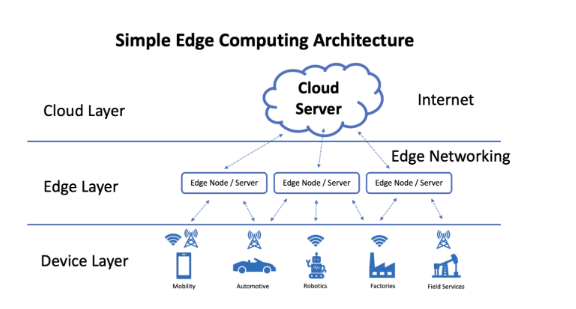 Simple Edge Computing Architecture
Cloud
Server
Internet
Cloud Layer
Edge Networking
Edge Layer
Edge Node / Server
Edge Node / Server
Edge Node / Server
Device Layer
Mobility
Automotive
Robotics
Factories
Field Services